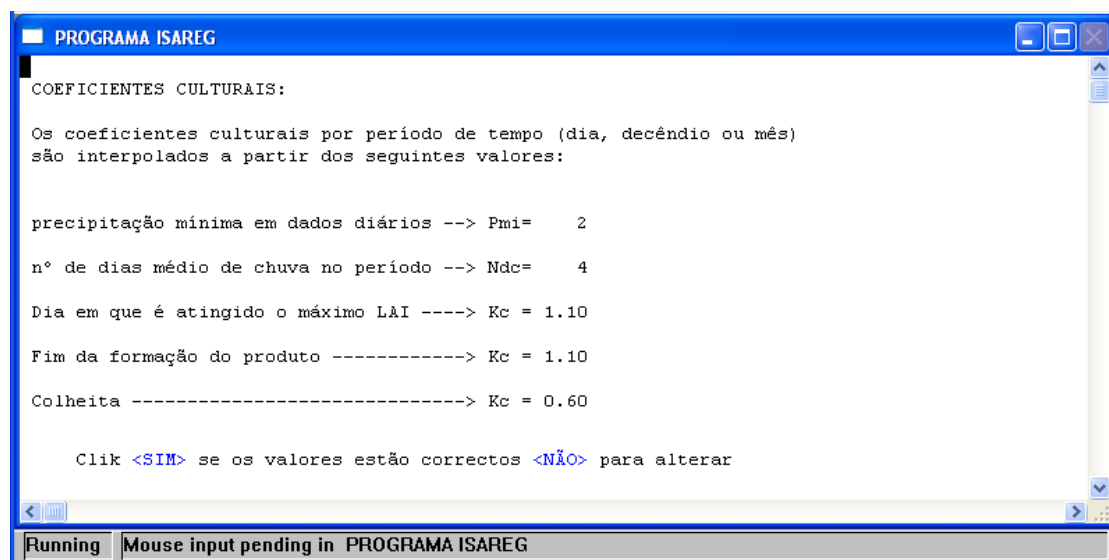 PROGRAMA ISAREG
COEFICIENTES CULTURAIS:
Os coeficientes culturais por período de tempo (dia, decêndio ou mês)
são interpolados a partir dos seguintes valores:
precipitação mínima em dados diários --> Pmi= 2
nº de dias médio de chuva no período --> Ndc= 4
Dia em que é atingido o máximo LAI ----> Kc = 1.10
Fim da formação do produto ------------> Kc = 1.10
Colheita ------------------------------> Kc = 0.60
Clik <SIM> se os valores estão correctos <NÃO> para alterar
Running Mouse input pending in PROGRAMA ISAREG